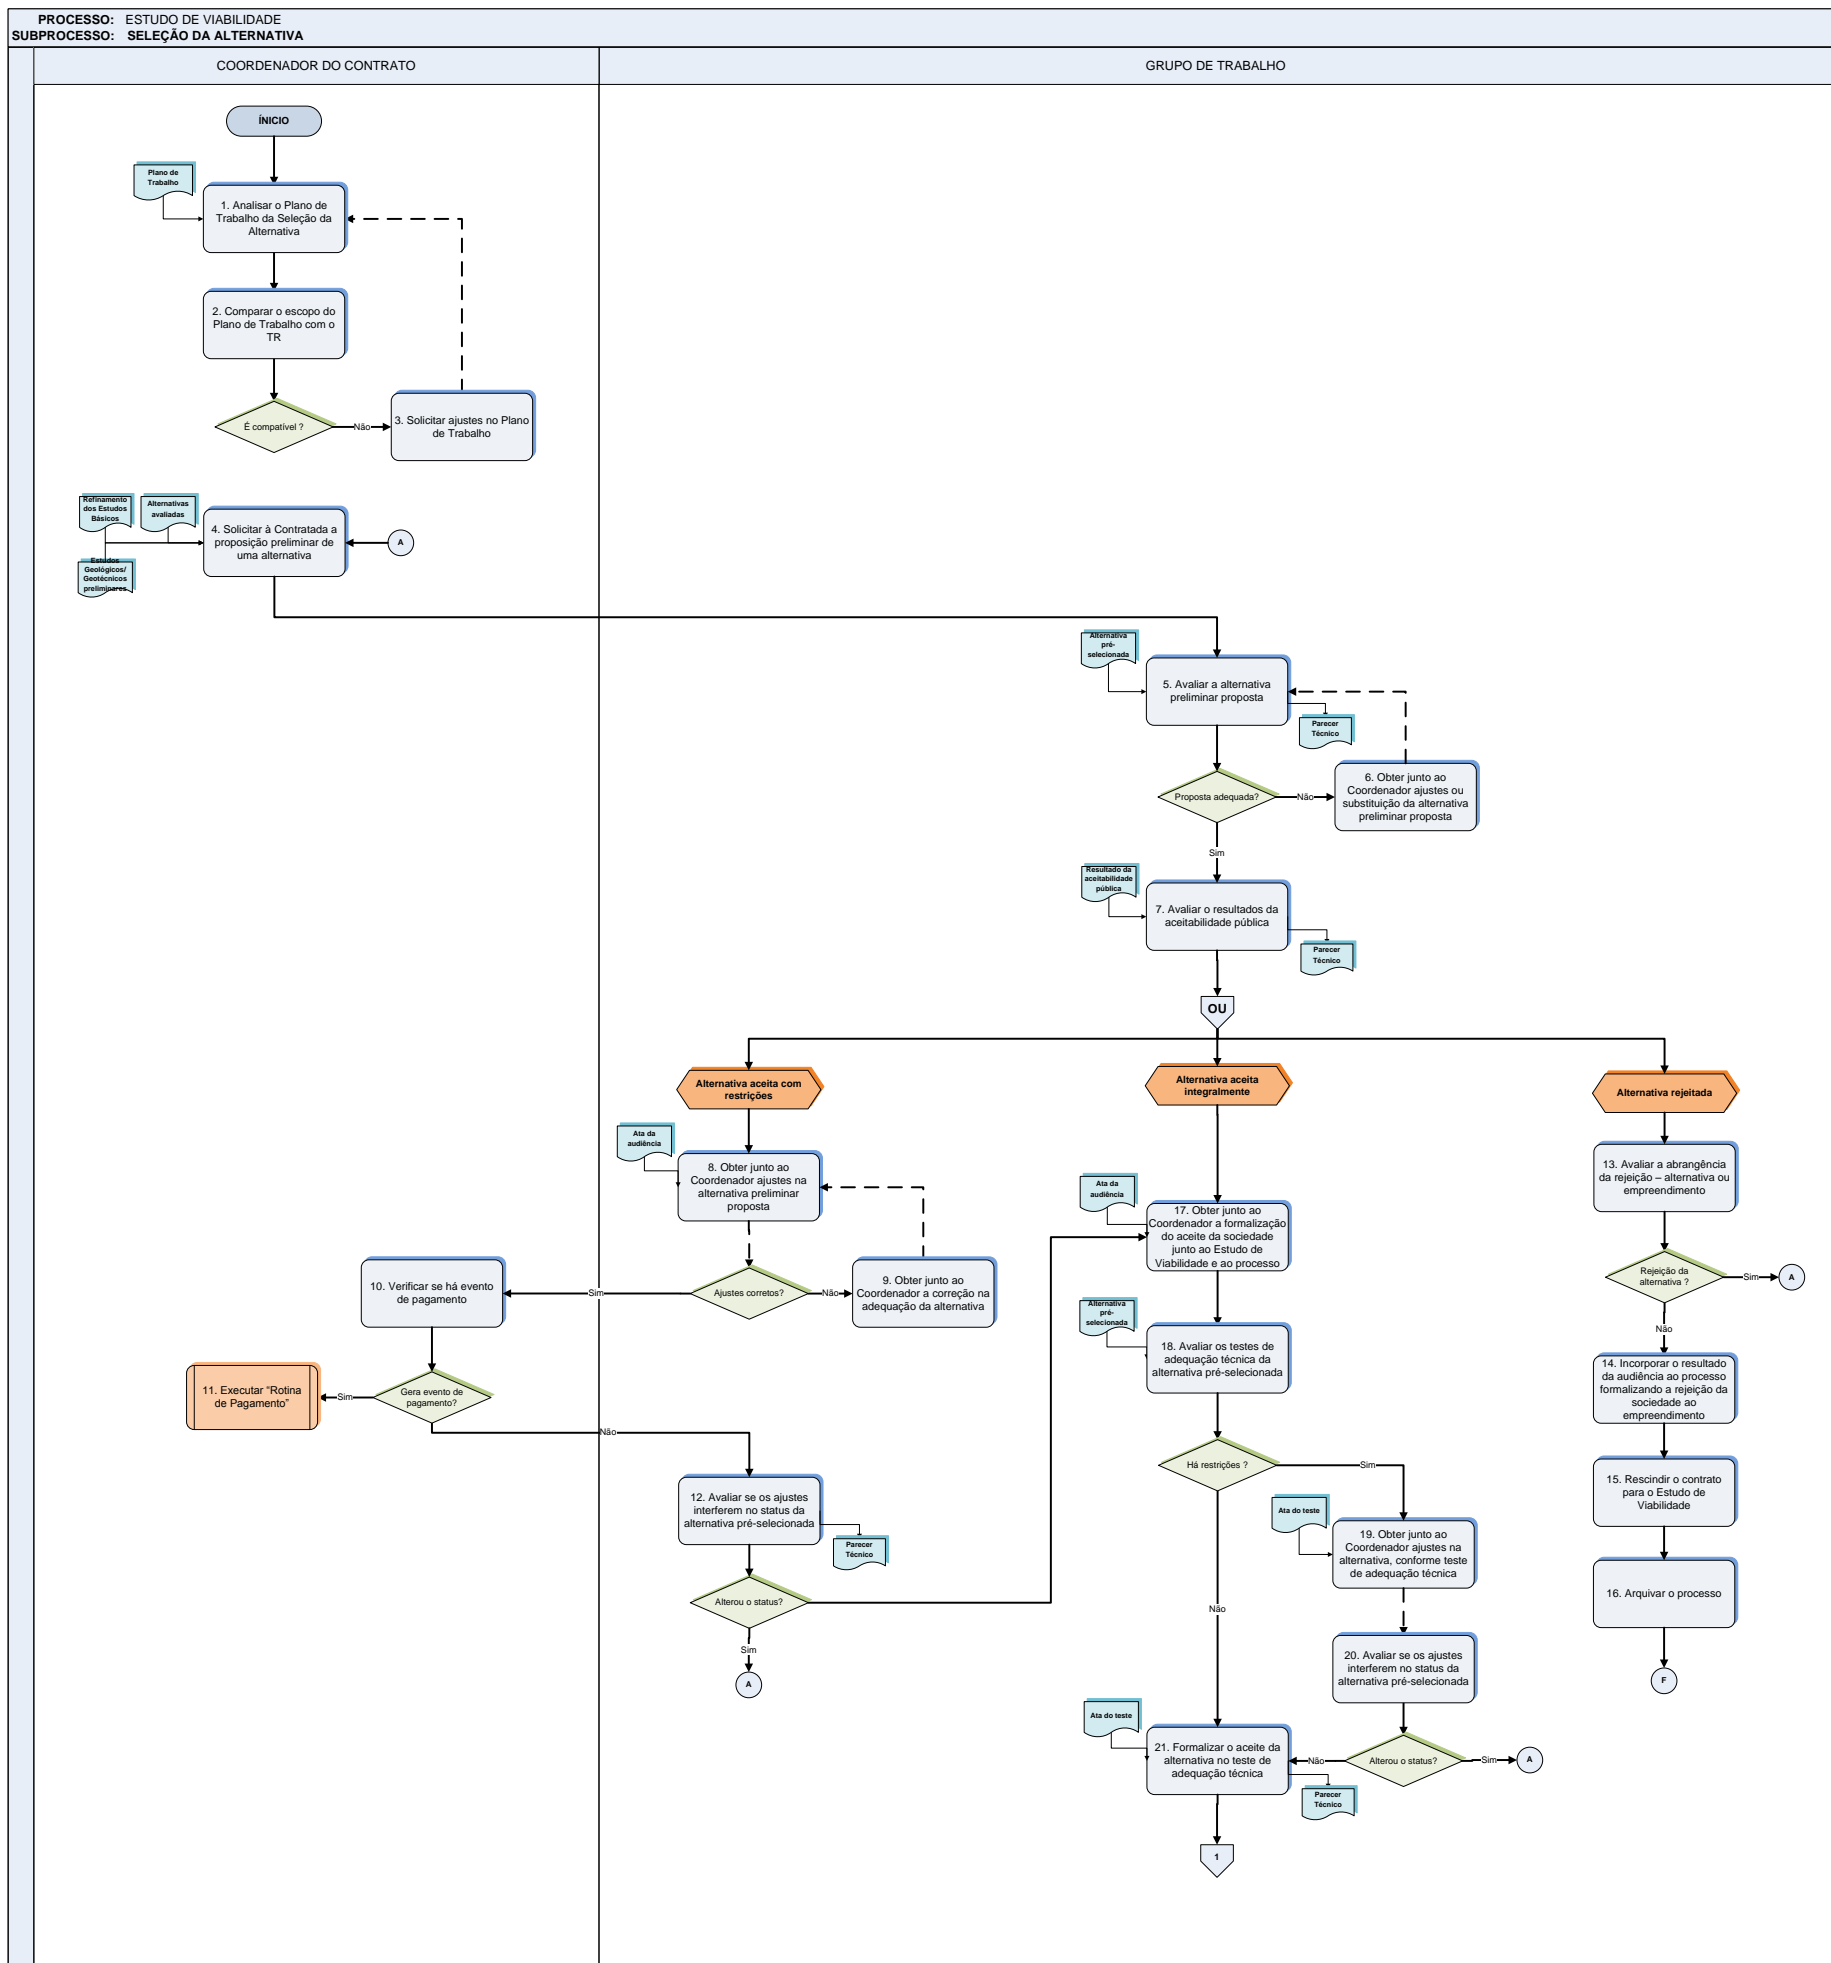 PROCESSO: ESTUDO DE VIABILIDADE
SUBPROCESSO: SELEÇÃO DA ALTERNATIVA
COORDENADOR DO CONTRATO
GRUPO DE TRABALHO
ÍNICIO
Plano de
Trabalho
1. Analisar o Plano de
Trabalho da Seleção da
Alternativa
2. Comparar o escopo do
Plano de Trabalho com o
TR
É compatível ?
Não
3. Solicitar ajustes no Plano
de Trabalho
Refinamento
dos Estudos
Básicos
Alternativas
avaliadas
Estudos
Geológicos/
Geotécnicos
preliminares
4. Solicitar à Contratada a
proposição preliminar de
uma alternativa
A
Alternativa
pré-
selecionada
5. Avaliar a alternativa
preliminar proposta
Parecer
Técnico
Proposta adequada?
Não
6. Obter junto ao
Coordenador ajustes ou
substituição da alternativa
preliminar proposta
Sim
Resultado da
aceitabilidade
pública
7. Avaliar o resultados da
aceitabilidade pública
Parecer
Técnico
OU
Alternativa aceita com
restrições
Alternativa aceita
integralmente
Alternativa rejeitada
Ata da
audiência
8. Obter junto ao
Coordenador ajustes na
alternativa preliminar
proposta
Ajustes corretos?
Não
9. Obter junto ao
Coordenador a correção na
adequação da alternativa
Sim
10. Verificar se há evento
de pagamento
Gera evento de
pagamento?
Sim
11. Executar “Rotina
de Pagamento”
Não
12. Avaliar se os ajustes
interferem no status da
alternativa pré-selecionada
Parecer
Técnico
Alterou o status?
Sim
A
13. Avaliar a abrangência
da rejeição – alternativa ou
empreendimento
Rejeição da
alternativa ?
Sim
A
Não
14. Incorporar o resultado
da audiência ao processo
formalizando a rejeição da
sociedade ao
empreendimento
15. Rescindir o contrato
para o Estudo de
Viabilidade
16. Arquivar o processo
F
Ata da
audiência
17. Obter junto ao
Coordenador a formalização
do aceite da sociedade
junto ao Estudo de
Viabilidade e ao processo
Alternativa
pré-
selecionada
18. Avaliar os testes de
adequação técnica da
alternativa pré-selecionada
Há restrições ?
Sim
Ata do teste
19. Obter junto ao
Coordenador ajustes na
alternativa, conforme teste
de adequação técnica
Não
20. Avaliar se os ajustes
interferem no status da
alternativa pré-selecionada
Alterou o status?
Sim
A
Não
Ata do teste
21. Formalizar o aceite da
alternativa no teste de
adequação técnica
Parecer
Técnico
1